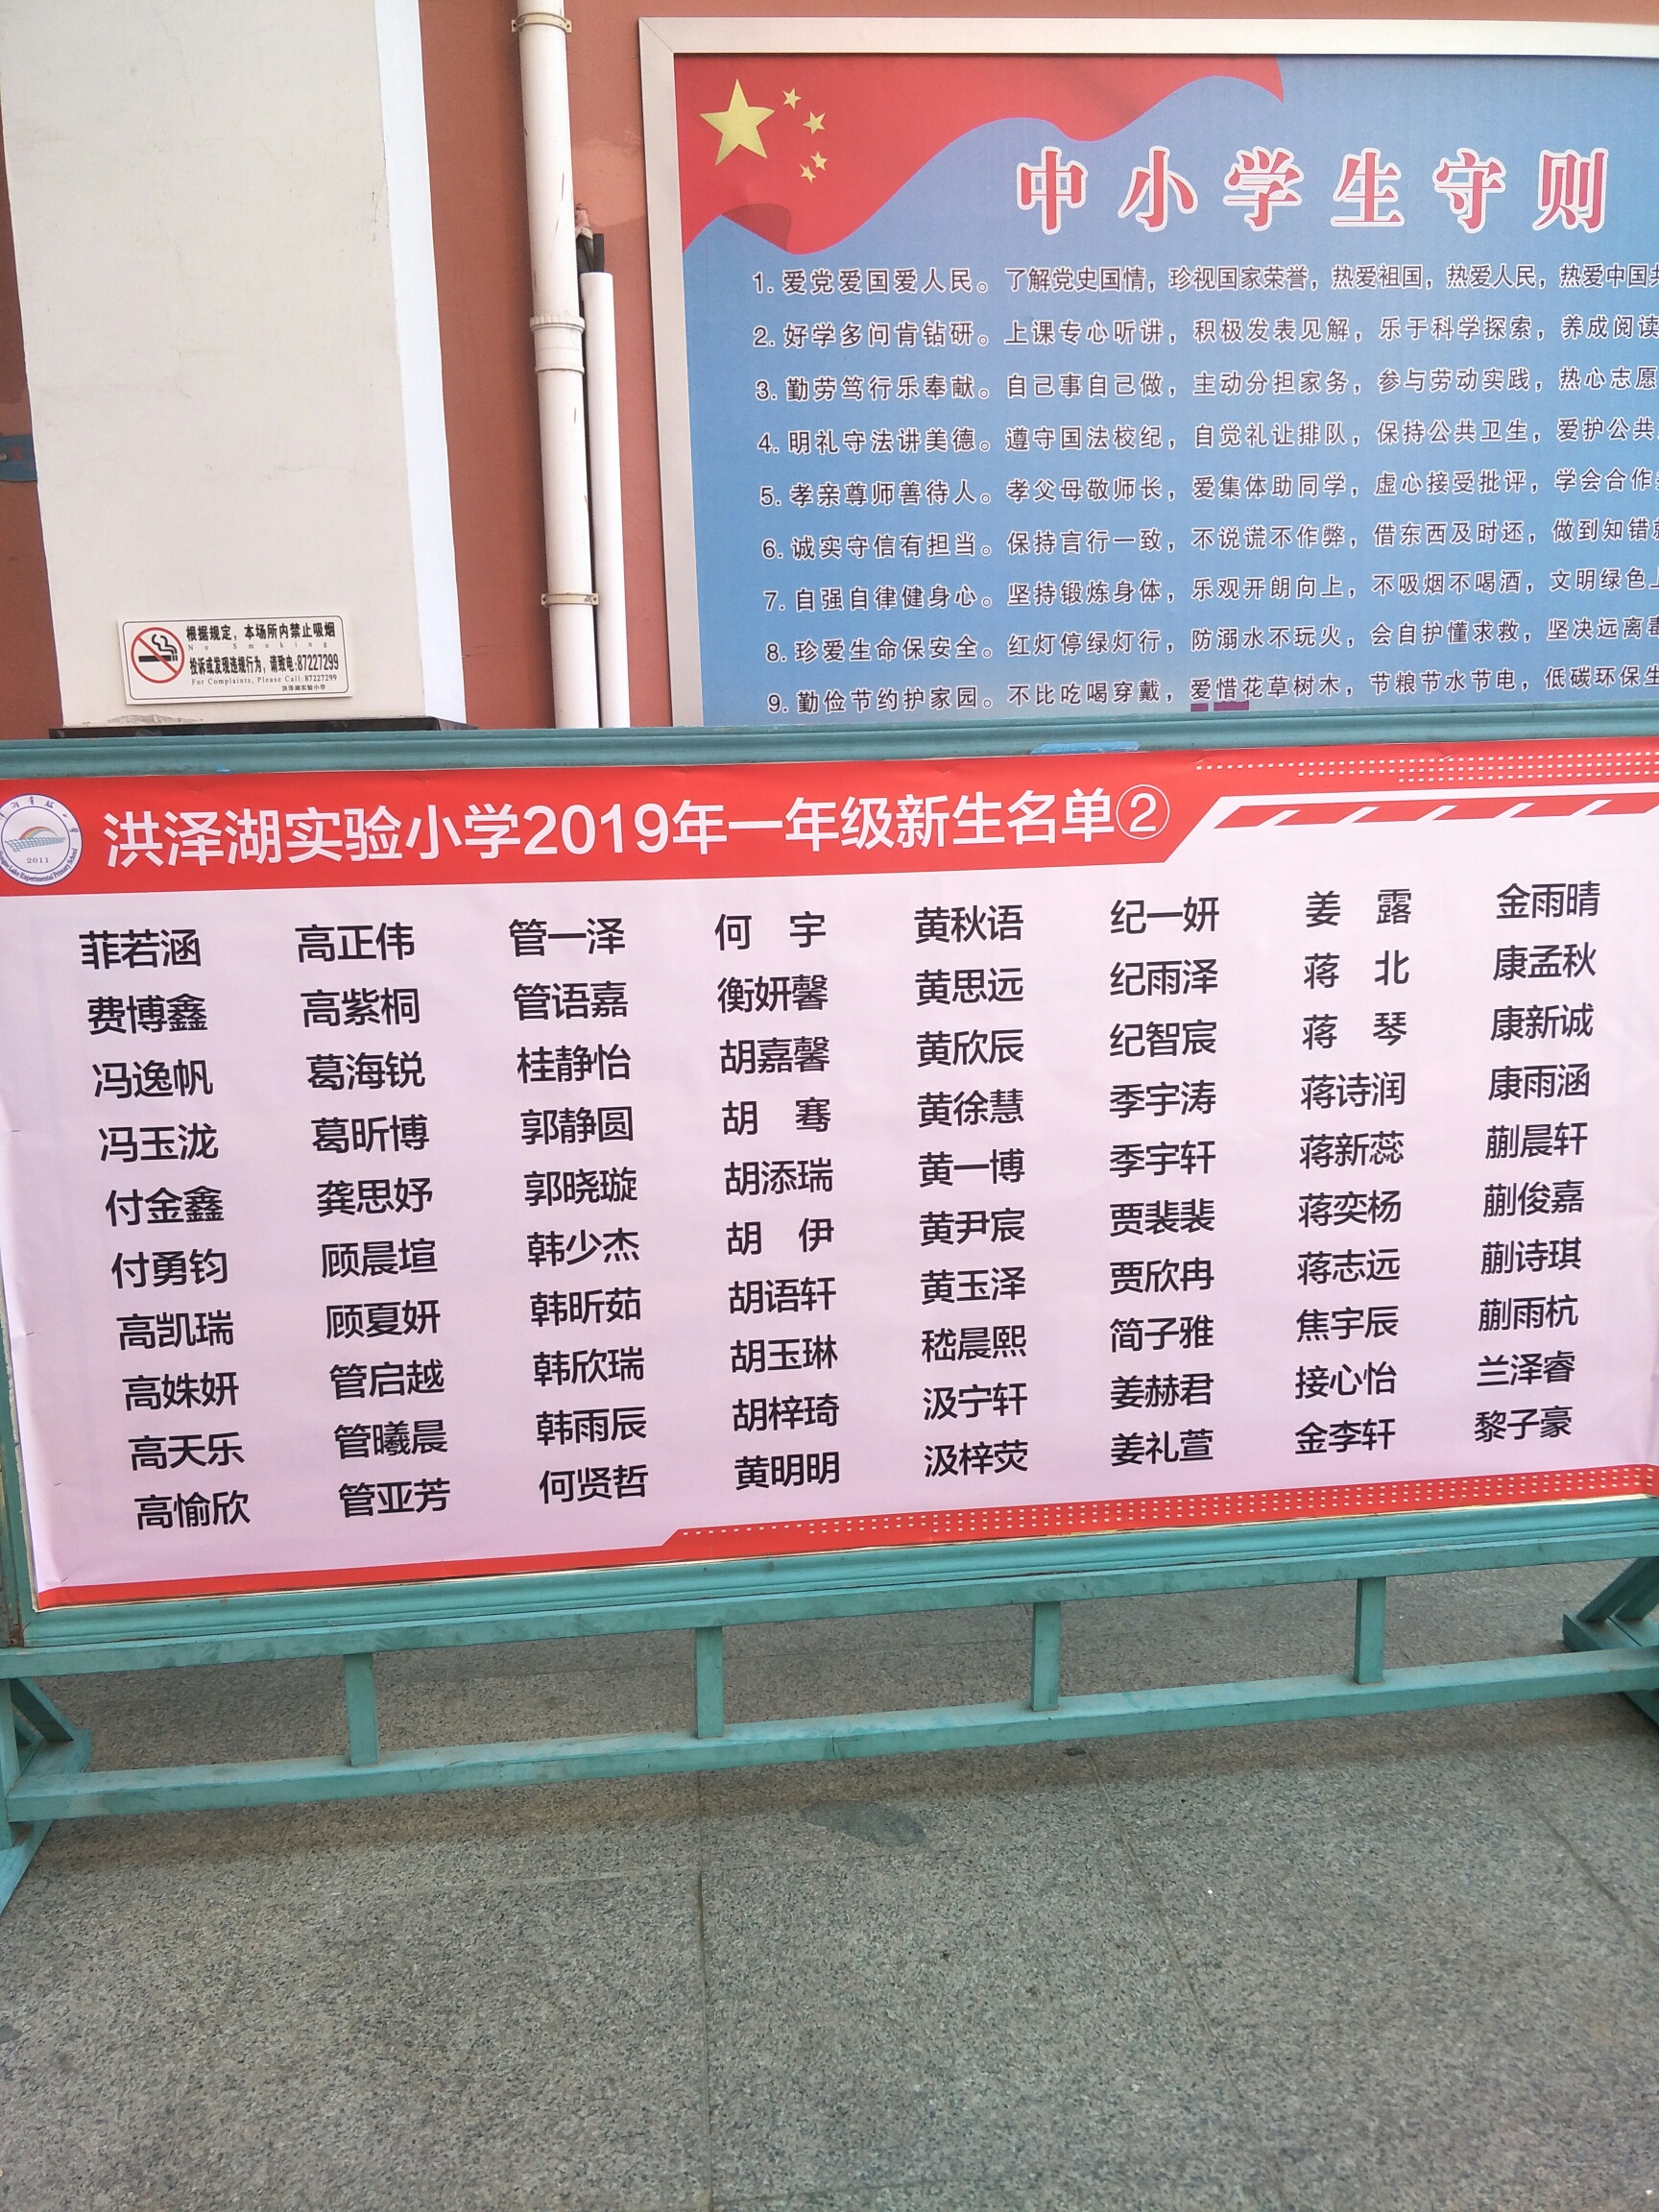 中小学生守则
1. 爱党爱国爱人民。了解党史国情，珍视国家荣誉，热爱祖国，热爱人民，热爱中国共
2. 好学多问肯钻研。上课专心听讲，积极发表见解，乐于科学探索，养成阅读
3. 勤劳笃行乐奉献。自己事自己做，主动分担家务，参与劳动实践，热心志愿
4. 明礼守法讲美德。遵守国法校纪，自觉礼让排队，保持公共卫生，爱护公共
5. 孝亲尊师善待人。孝父母敬师长，爱集体助同学，虚心接受批评，学会合作
6. 诚实守信有担当。保持言行一致，不说谎不作弊，借东西及时还，做到知错
7. 自强自律健身心。坚持锻炼身体，乐观开朗向上，不吸烟不喝酒，文明绿色上
8. 珍爱生命保安全。红灯停绿灯行，防溺水不玩火，会自护懂求救，坚决远离毒
9. 勤俭节约护家园。不比吃喝穿戴，爱惜花草树木，节粮节水节电，低碳环保生
根据规定，本场所内禁止吸烟
No Smoking
投诉或发现违规行为，请致电:87227299
For Complaints, Please Call 87227299
洪泽湖实验小学
2011
洪泽湖实验小学2019年一年级新生名单②
菲若涵 高正伟 管一泽 何 宇 黄秋语 纪一妍 姜 露 金雨晴
费博鑫 高紫桐 管语嘉 衡妍馨 黄思远 纪雨泽 蒋 北 康孟秋
冯逸帆 葛海锐 桂静怡 胡嘉馨 黄欣辰 纪智宸 蒋 琴 康新诚
冯玉泷 葛昕博 郭静圆 胡 骞 黄徐慧 季宇涛 蒋诗润 康雨涵
付金鑫 龚思妤 郭晓璇 胡添瑞 黄一博 季宇轩 蒋新蕊 蒯晨轩
付勇钧 顾晨塇 韩少杰 胡 伊 黄尹宸 贾裴裴 蒋奕杨 蒯俊嘉
高凯瑞 顾夏妍 韩昕茹 胡语轩 黄玉泽 贾欣冉 蒋志远 蒯诗琪
高姝妍 管启越 韩欣瑞 胡玉琳 嵇晨熙 简子雅 焦宇辰 蒯雨杭
高天乐 管曦晨 韩雨辰 胡梓琦 汲宁轩 姜赫君 接心怡 兰泽睿
高愉欣 管亚芳 何贤哲 黄明明 汲梓荧 姜礼萱 金李轩 黎子豪